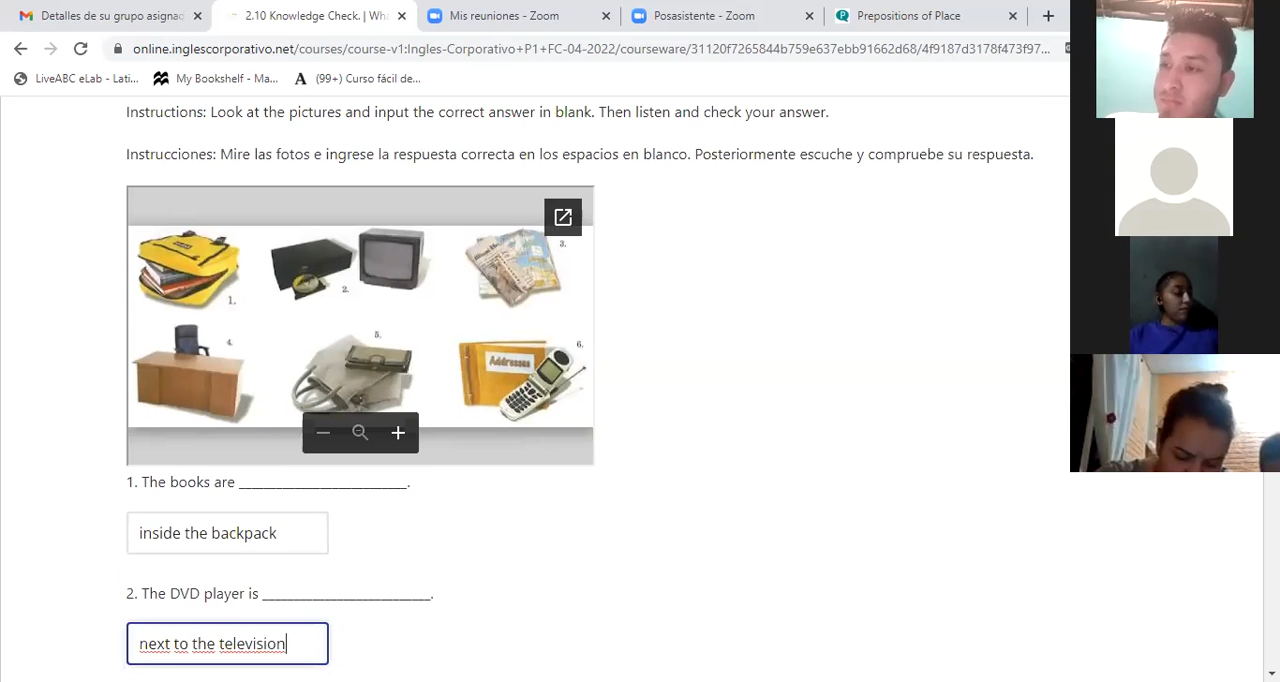 Detalles de su grupo asignac
2.10 Knowledge Check. | Wha
Mis reuniones - Zoom
Posasistente - Zoom
Prepositions of Place
online.inglescorporativo.net/courses/course-v1:Ingles-Corporativo+P1+FC-04-2022/courseware/31120f7265844b759e637ebb91662d68/4f9187d3178f473f97...
LiveABC eLab - Lati...
My Bookshelf - Ma...
A (99+) Curso fácil de...
Instructions: Look at the pictures and input the correct answer in blank. Then listen and check your answer.
Instrucciones: Mire las fotos e ingrese la respuesta correcta en los espacios en blanco. Posteriormente escuche y compruebe su respuesta.
1.
2.
3.
4.
5.
6.
Addresses
1. The books are ________________________.
inside the backpack
2. The DVD player is ________________________.
next to the television